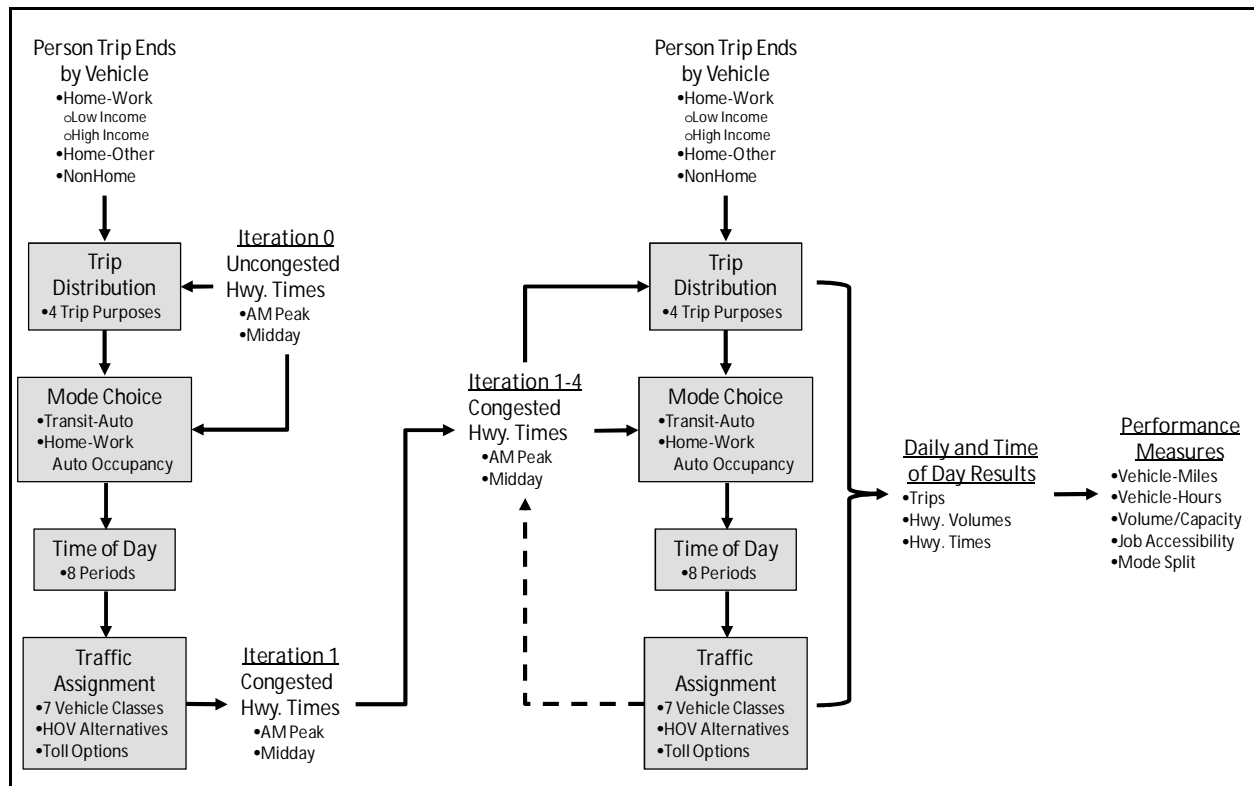 Person Trip Ends
by Vehicle
•Home-Work
oLow Income
oHigh Income
•Home-Other
•NonHome
Trip
Distribution
•4 Trip Purposes
Iteration 0
Uncongested
Hwy. Times
•AM Peak
•Midday
Mode Choice
•Transit-Auto
•Home-Work
Auto Occupancy
Time of Day
•8 Periods
Traffic
Assignment
•7 Vehicle Classes
•HOV Alternatives
•Toll Options
Iteration 1
Congested
Hwy. Times
•AM Peak
•Midday
Iteration 1-4
Congested
Hwy. Times
•AM Peak
•Midday
Person Trip Ends
by Vehicle
•Home-Work
oLow Income
oHigh Income
•Home-Other
•NonHome
Trip
Distribution
•4 Trip Purposes
Mode Choice
•Transit-Auto
•Home-Work
Auto Occupancy
Time of Day
•8 Periods
Traffic
Assignment
•7 Vehicle Classes
•HOV Alternatives
•Toll Options
Daily and Time
of Day Results
•Trips
•Hwy. Volumes
•Hwy. Times
Performance
Measures
•Vehicle-Miles
•Vehicle-Hours
•Volume/Capacity
•Job Accessibility
•Mode Split